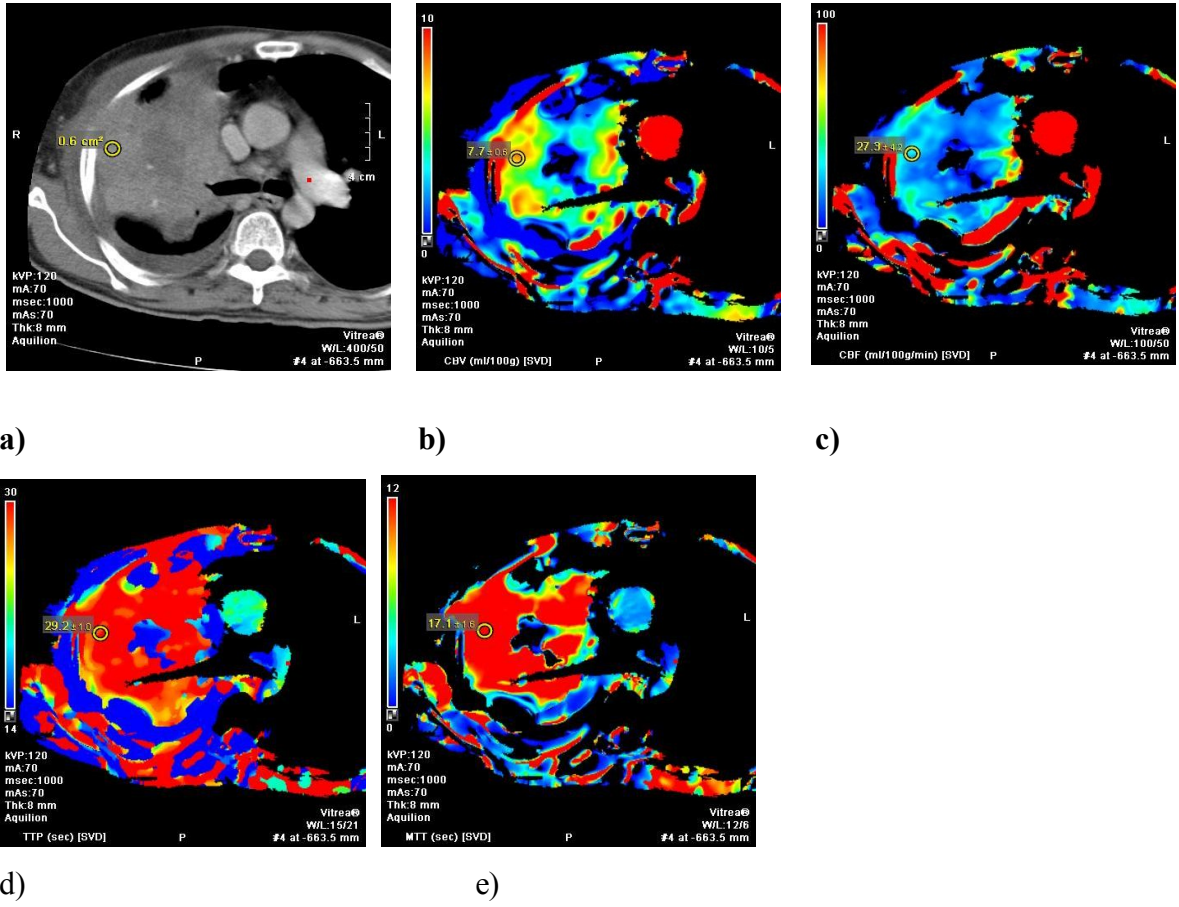 R
0.6 cm²
L
4 cm
kVP:120
mA:70
msec:1000
mAs:70
Thk:8 mm
Aquilion
P
Vitrea®
W/L:400/50
#4 at -663.5 mm
10
7.7±0.6
L
0
kVP:120
mA:70
msec:1000
mAs:70
Thk:8 mm
Aquilion
CBV (ml/100g) [SVD]
P
Vitrea®
W/L:10/5
#4 at -663.5 mm
100
27.3±4.2
L
0
kVP:120
mA:70
msec:1000
mAs:70
Thk:8 mm
Aquilion
CBF (ml/100g/min) [SVD]
P
Vitrea®
W/L:100/50
#4 at -663.5 mm
a)
b)
c)
30
29.2±1.0
L
14
kVP:120
mA:70
msec:1000
mAs:70
Thk:8 mm
Aquilion
TTP (sec) [SVD]
P
Vitrea®
W/L:15/21
#4 at -663.5 mm
12
17.1±1.6
L
0
kVP:120
mA:70
msec:1000
mAs:70
Thk:8 mm
Aquilion
MTT (sec) [SVD]
P
Vitrea®
W/L:12/6
#4 at -663.5 mm
d)
e)